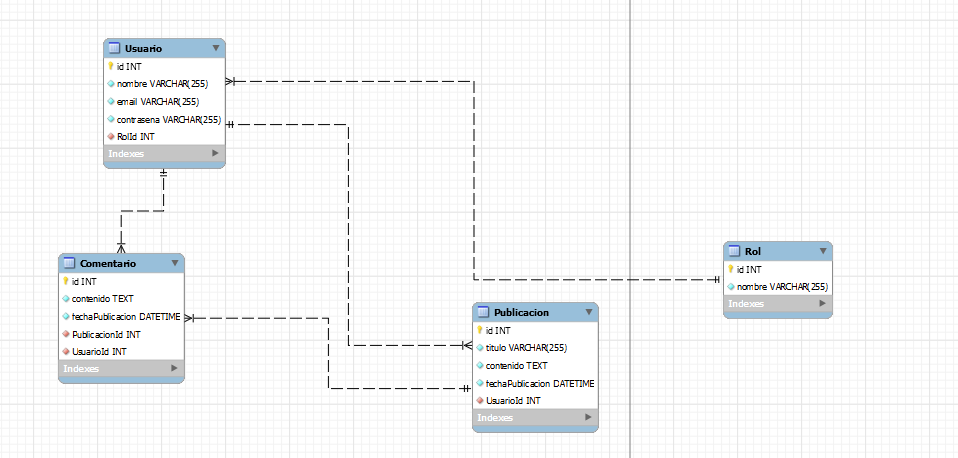 Usuario
id INT
nombre VARCHAR(255)
email VARCHAR(255)
contrasena VARCHAR(255)
RolId INT
Indexes
Comentario
id INT
contenido TEXT
fechaPublicacion DATETIME
PublicacionId INT
UsuarioId INT
Indexes
Publicacion
id INT
titulo VARCHAR(255)
contenido TEXT
fechaPublicacion DATETIME
UsuarioId INT
Indexes
Rol
id INT
nombre VARCHAR(255)
Indexes